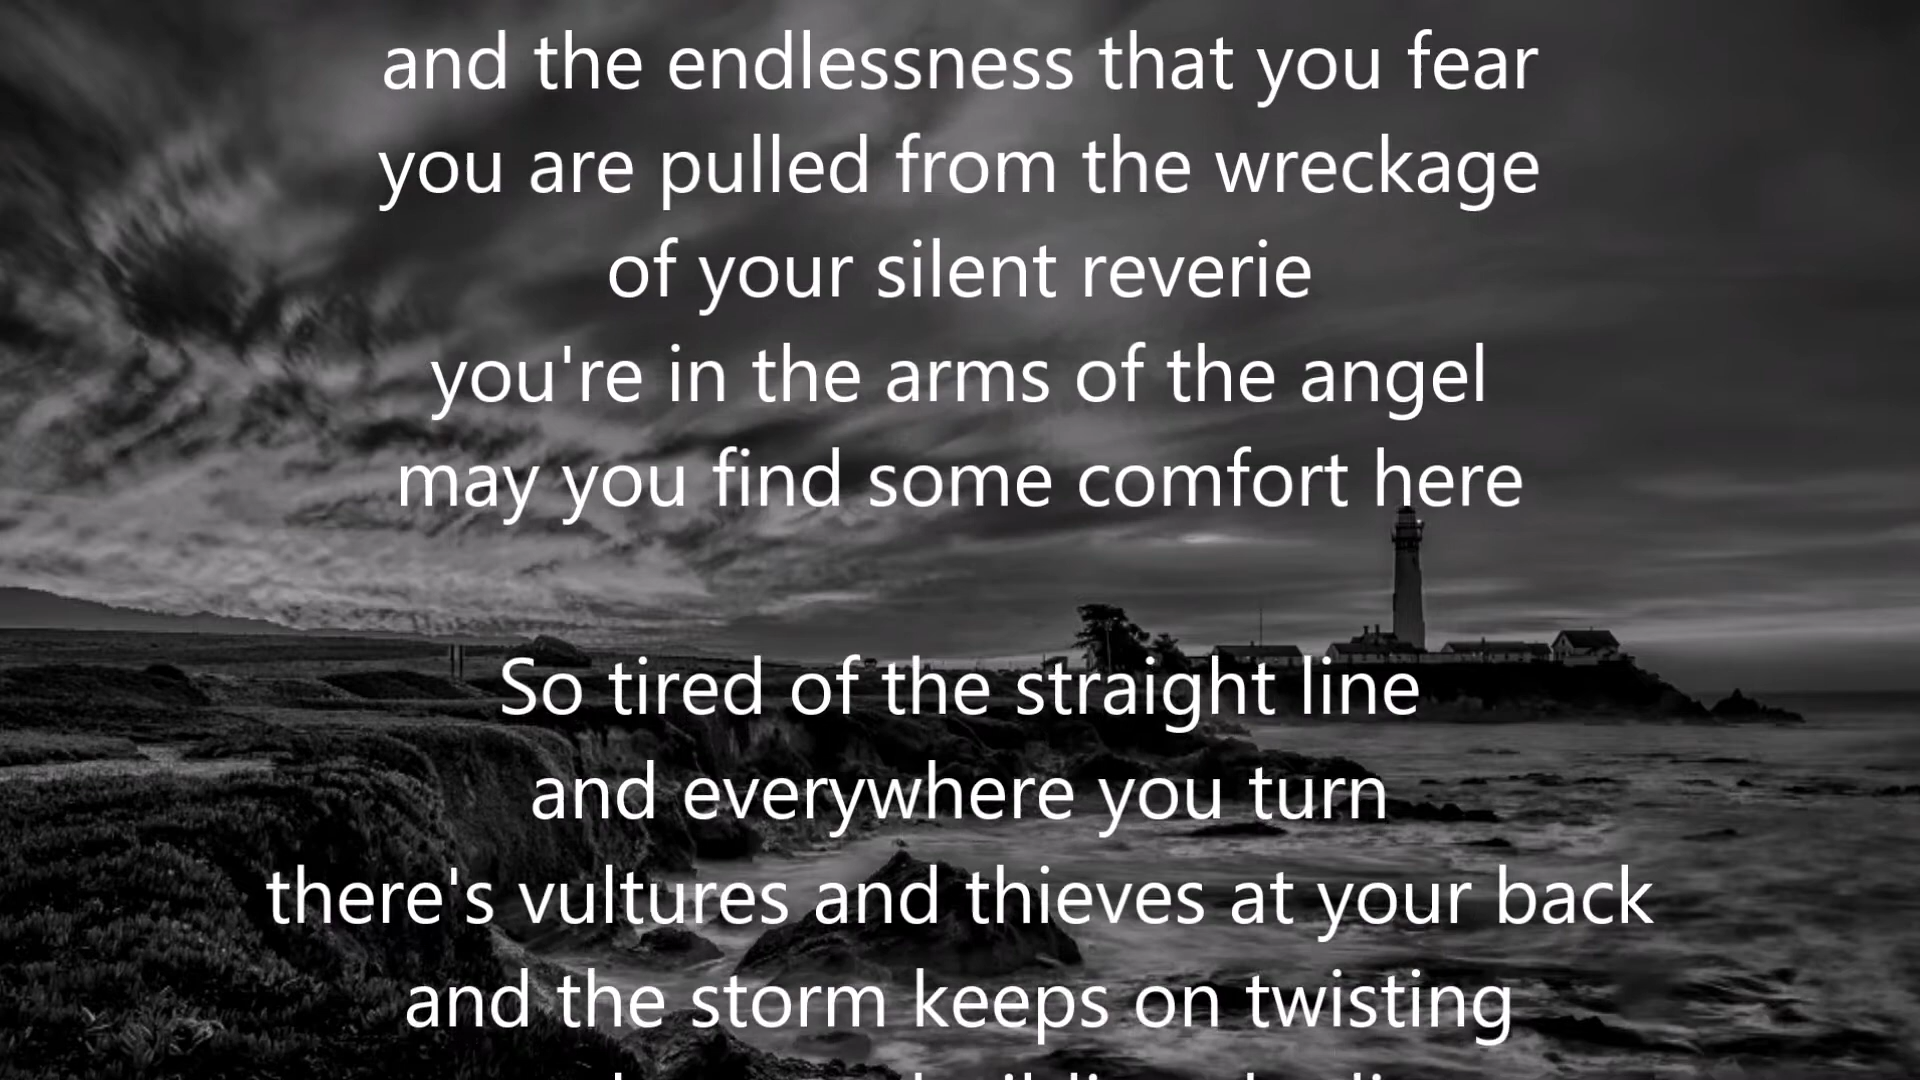 and the endlessness that you fear
you are pulled from the wreckage
of your silent reverie
you're in the arms of the angel
may you find some comfort here
So tired of the straight line
and everywhere you turn
there's vultures and thieves at your back
and the storm keeps on twisting